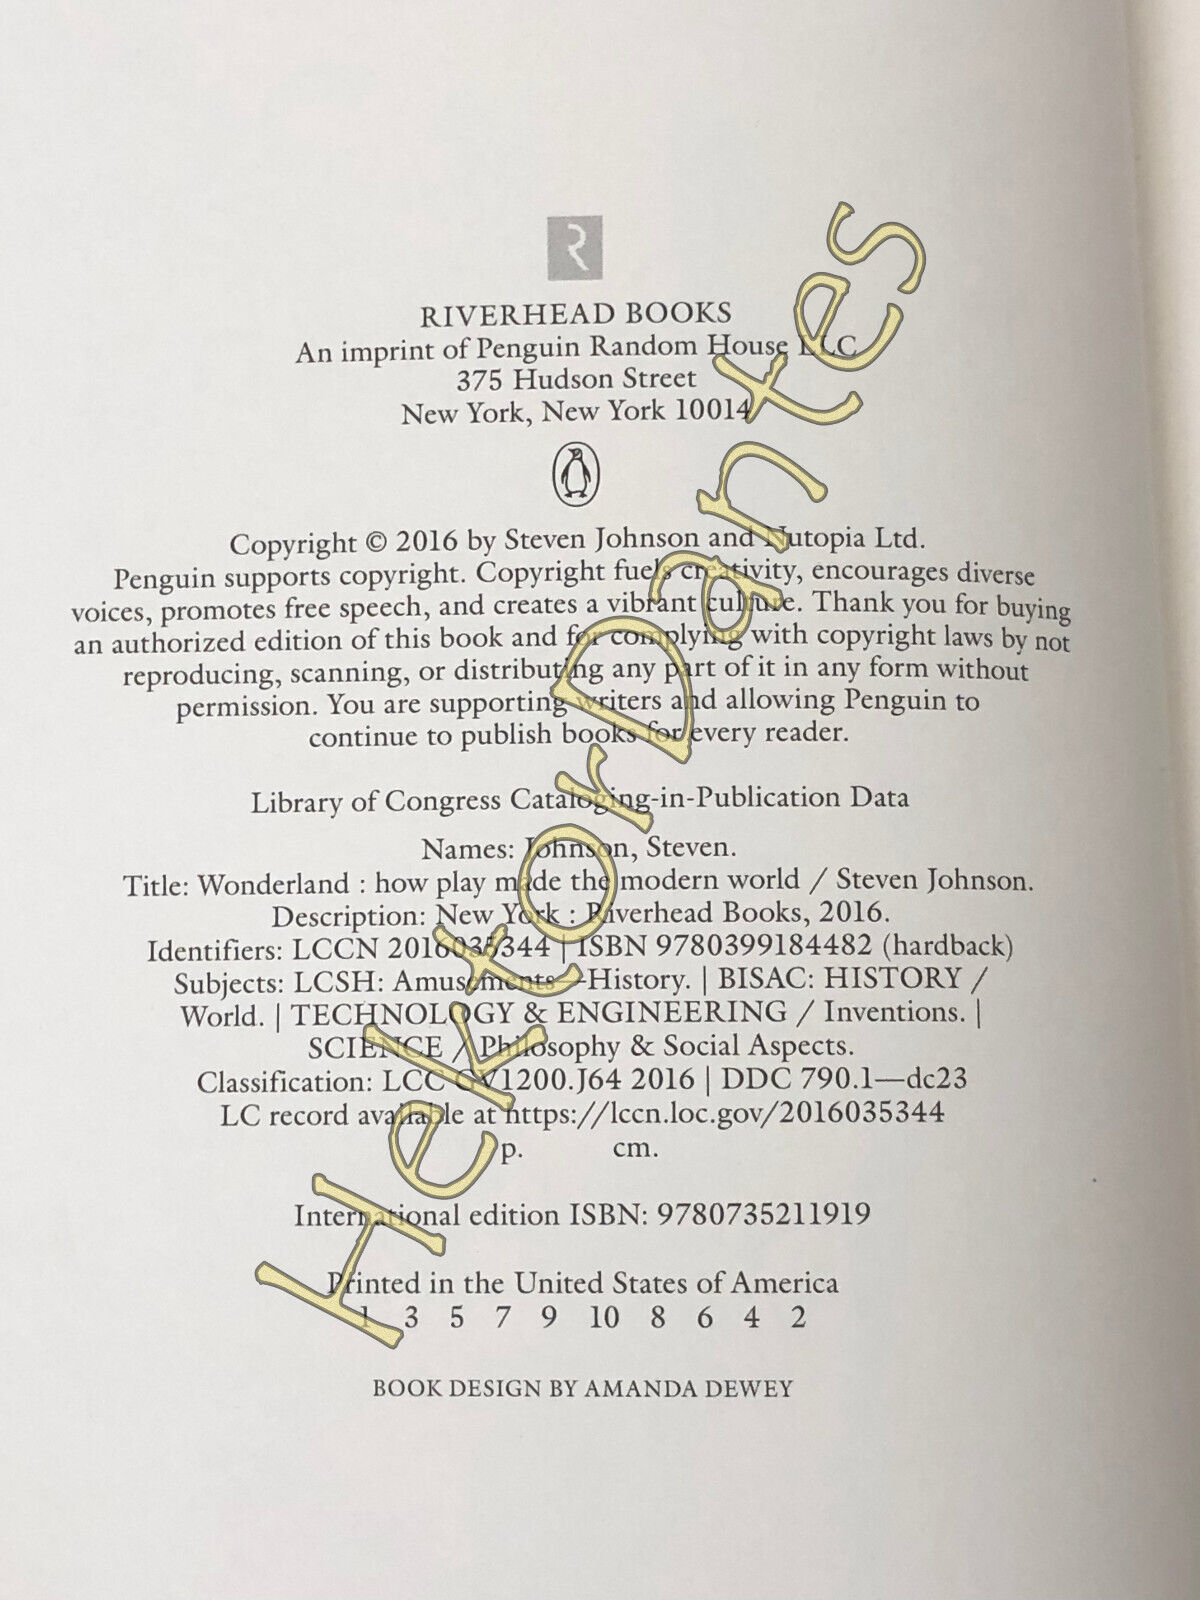 R
RIVERHEAD BOOKS
An imprint of Penguin Random House LLC
375 Hudson Street
New York, New York 10014
Copyright © 2016 by Steven Johnson and Nutopia Ltd.
Penguin supports copyright. Copyright fuels creativity, encourages diverse
voices, promotes free speech, and creates a vibrant culture. Thank you for buying
an authorized edition of this book and for complying with copyright laws by not
reproducing, scanning, or distributing any part of it in any form without
permission. You are supporting writers and allowing Penguin to
continue to publish books for every reader.
Library of Congress Cataloging-in-Publication Data
Names: Johnson, Steven.
Title: Wonderland : how play made the modern world / Steven Johnson.
Description: New York : Riverhead Books, 2016.
Identifiers: LCCN 2016035344 | ISBN 9780399184482 (hardback)
Subjects: LCSH: Amusements—History. | BISAC: HISTORY /
World. | TECHNOLOGY & ENGINEERING / Inventions. |
SCIENCE / Philosophy & Social Aspects.
Classification: LCC GV1200.J64 2016 | DDC 790.1—dc23
LC record available at https://lccn.loc.gov/2016035344
p. cm.
International edition ISBN: 9780735211919
Printed in the United States of America
1 3 5 7 9 10 8 6 4 2
BOOK DESIGN BY AMANDA DEWEY
HektorDantes